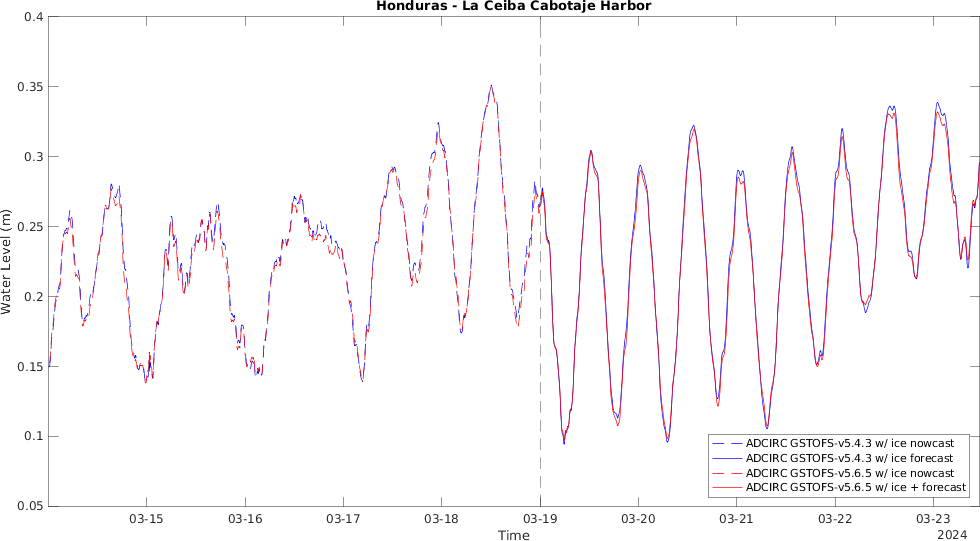 Honduras - La Ceiba Cabotaje Harbor
0.4
0.35
0.3
0.25
0.2
0.15
0.1
0.05
Water Level (m)
03-15
03-16
03-17
03-18
03-19
03-20
03-21
03-22
03-23
Time
2024
ADCIRC GSTOFS-v5.4.3 w/ ice nowcast
ADCIRC GSTOFS-v5.4.3 w/ ice forecast
ADCIRC GSTOFS-v5.6.5 w/ ice nowcast
ADCIRC GSTOFS-v5.6.5 w/ ice + forecast